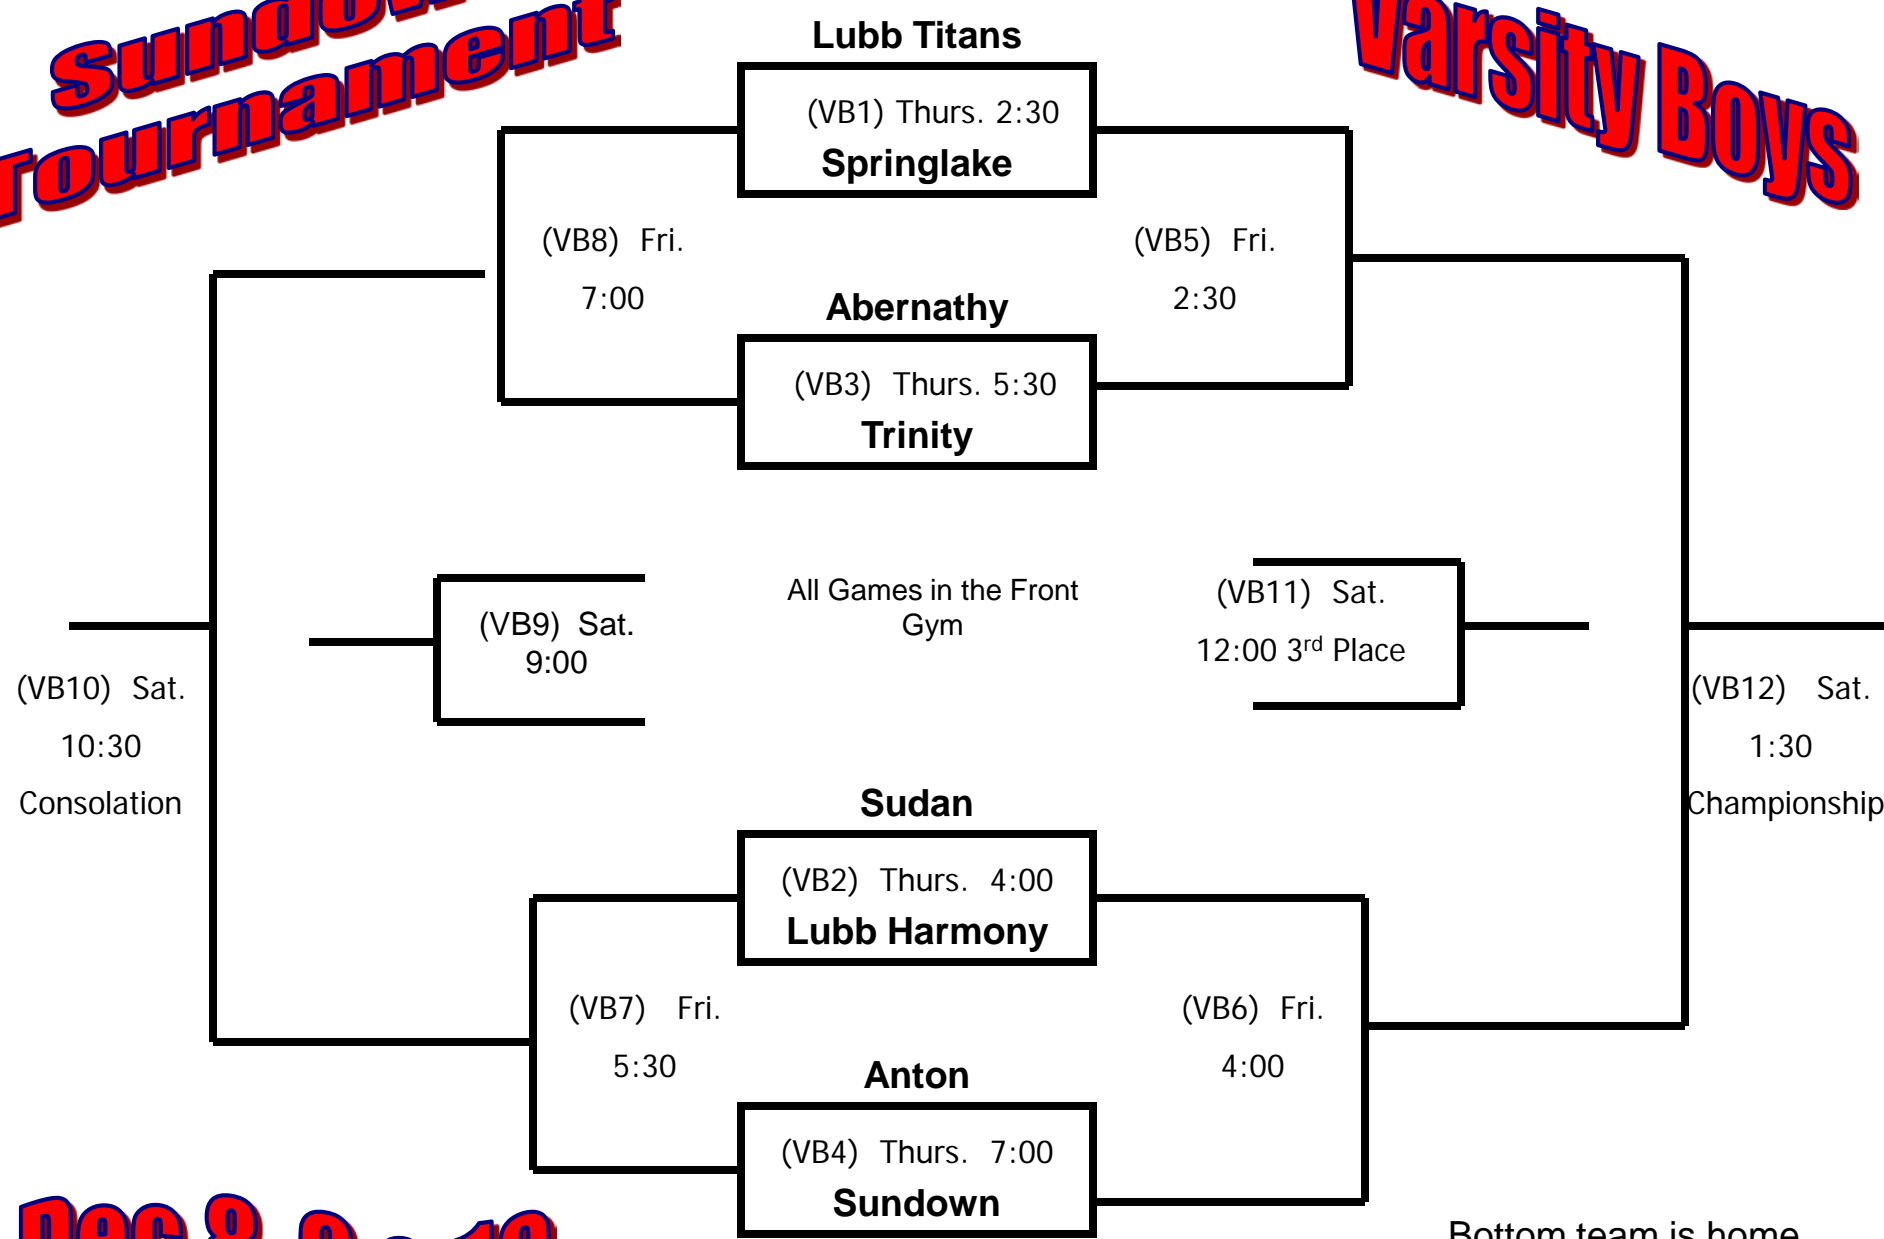 Sundown
Tournament
Varsity Boys
Lubb Titans
(VB1) Thurs. 2:30
Springlake
(VB8) Fri.
7:00
(VB5) Fri.
2:30
Abernathy
(VB3) Thurs. 5:30
Trinity
All Games in the Front
Gym
(VB9) Sat.
9:00
(VB11) Sat.
12:00 3rd Place
(VB10) Sat.
10:30
Consolation
(VB12) Sat.
1:30
Championship
Sudan
(VB2) Thurs. 4:00
Lubb Harmony
(VB7) Fri.
5:30
(VB6) Fri.
4:00
Anton
(VB4) Thurs. 7:00
Sundown
Dec 8, 9, 10
Bottom team is home